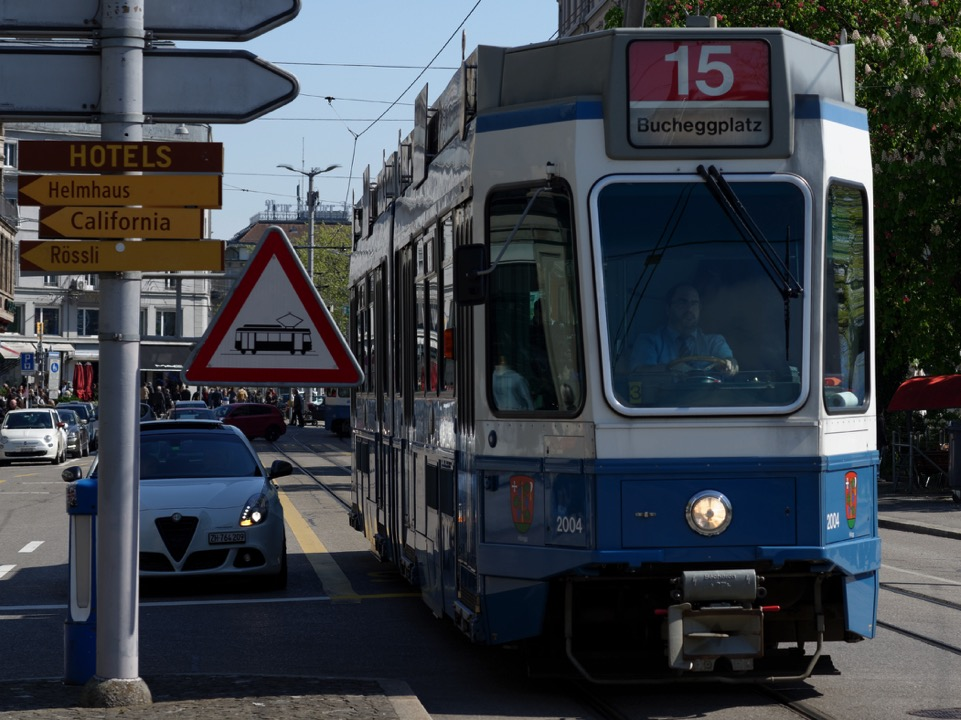 HOTELS
Helmhaus
California
Rössli
15
Bucheggplatz
2004
2004